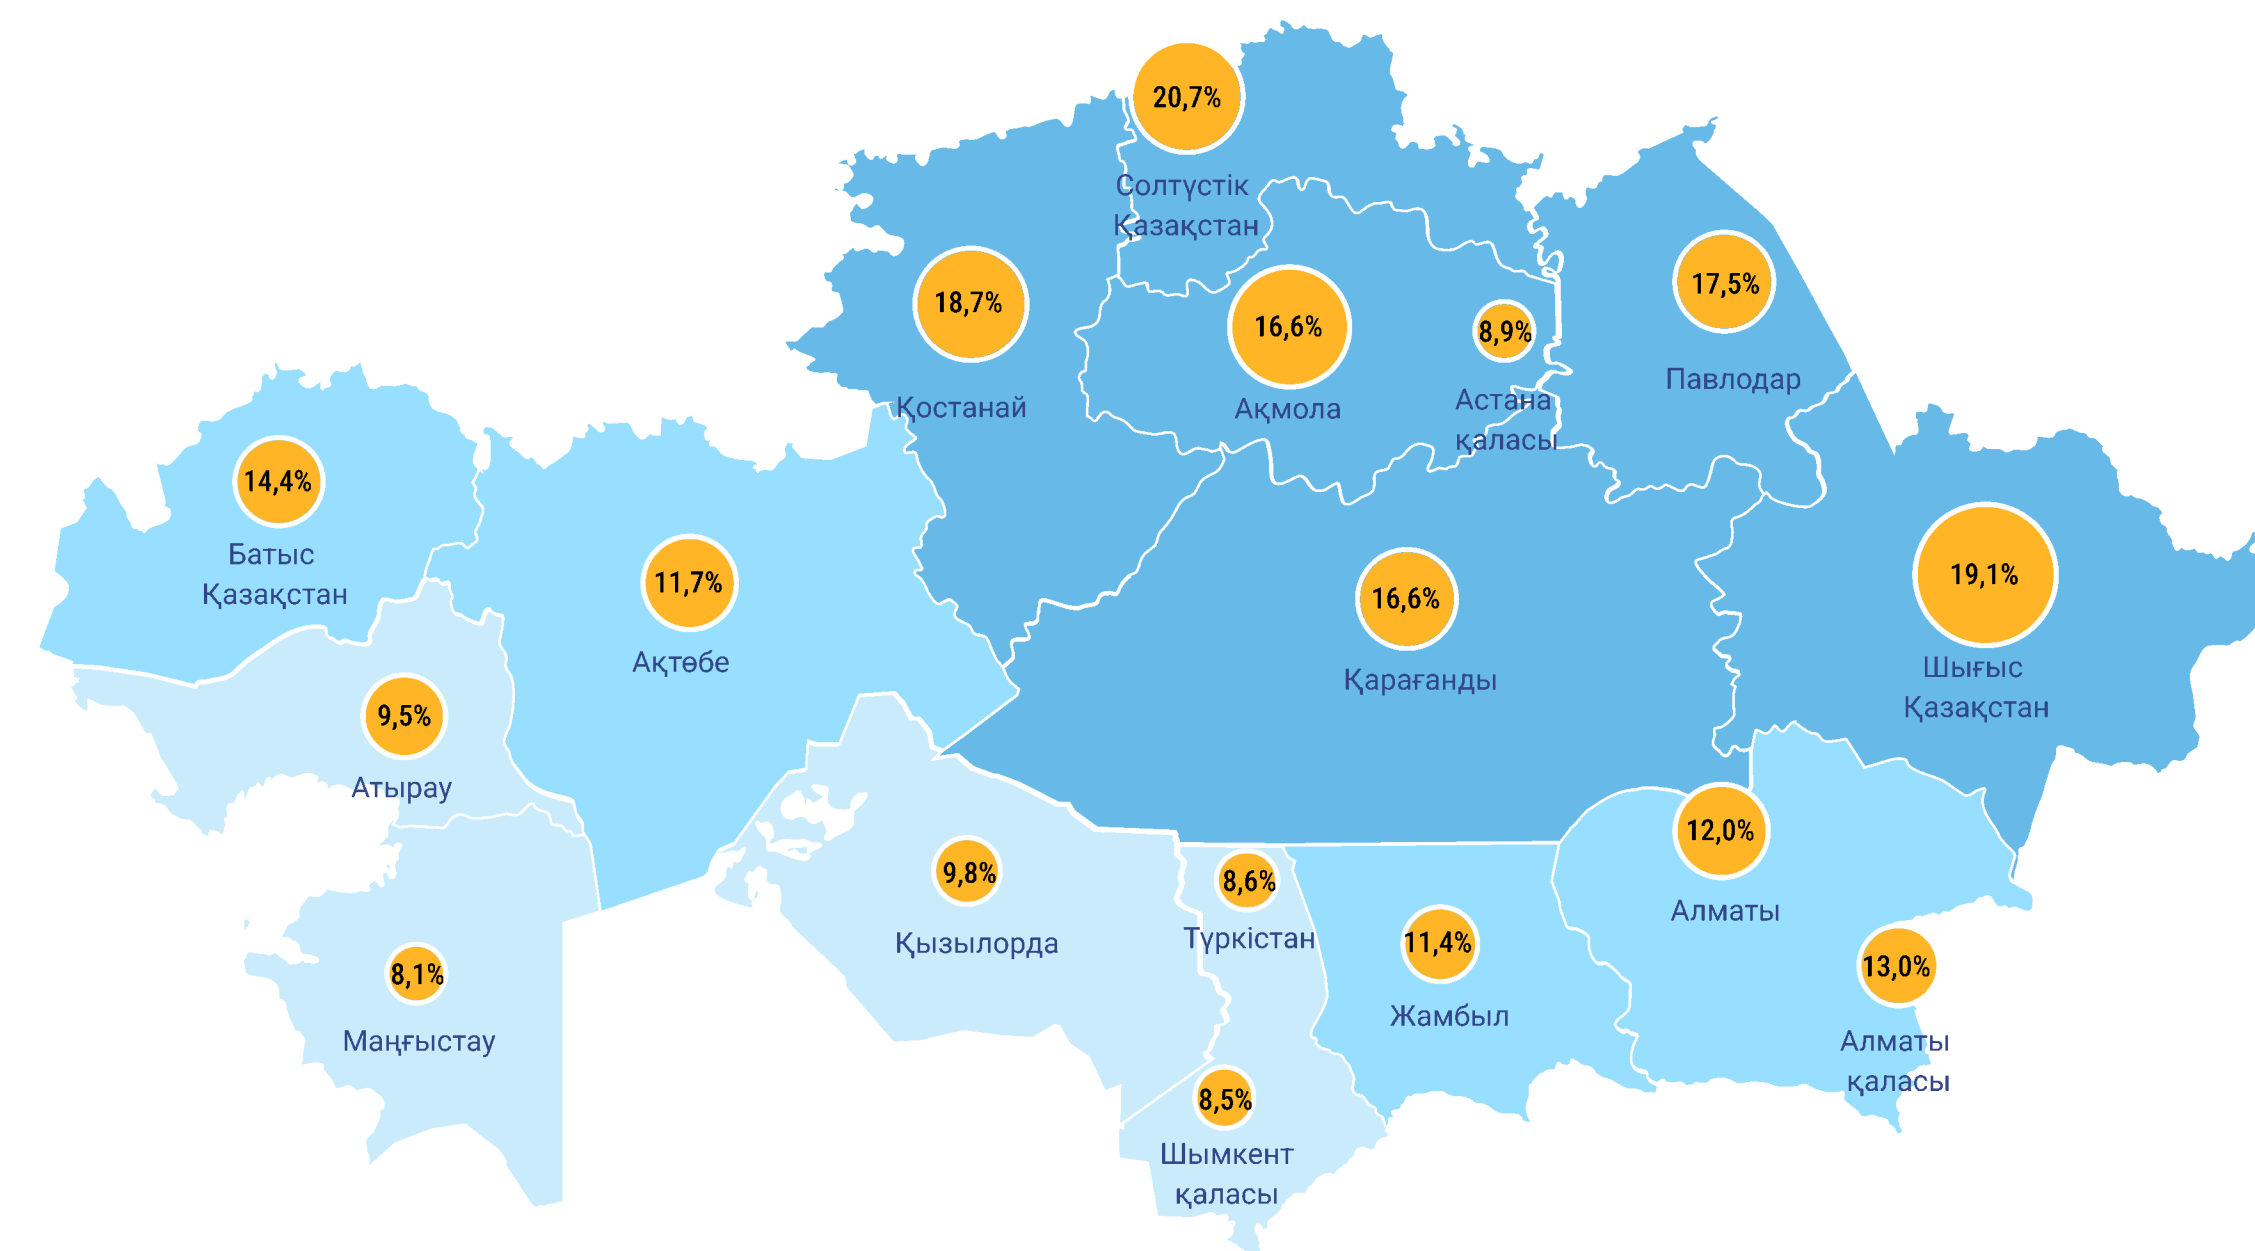 20,7%
Солтүстік
Қазақстан
18,7%
Қостанай
16,6%
Ақмола
8,9%
Астана
қаласы
17,5%
Павлодар
14,4%
Батыс
Қазақстан
11,7%
Ақтөбе
16,6%
Қарағанды
19,1%
Шығыс
Қазақстан
9,5%
Атырау
8,1%
Маңғыстау
9,8%
Қызылорда
8,6%
Түркістан
8,5%
Шымкент
қаласы
11,4%
Жамбыл
12,0%
Алматы
13,0%
Алматы
қаласы